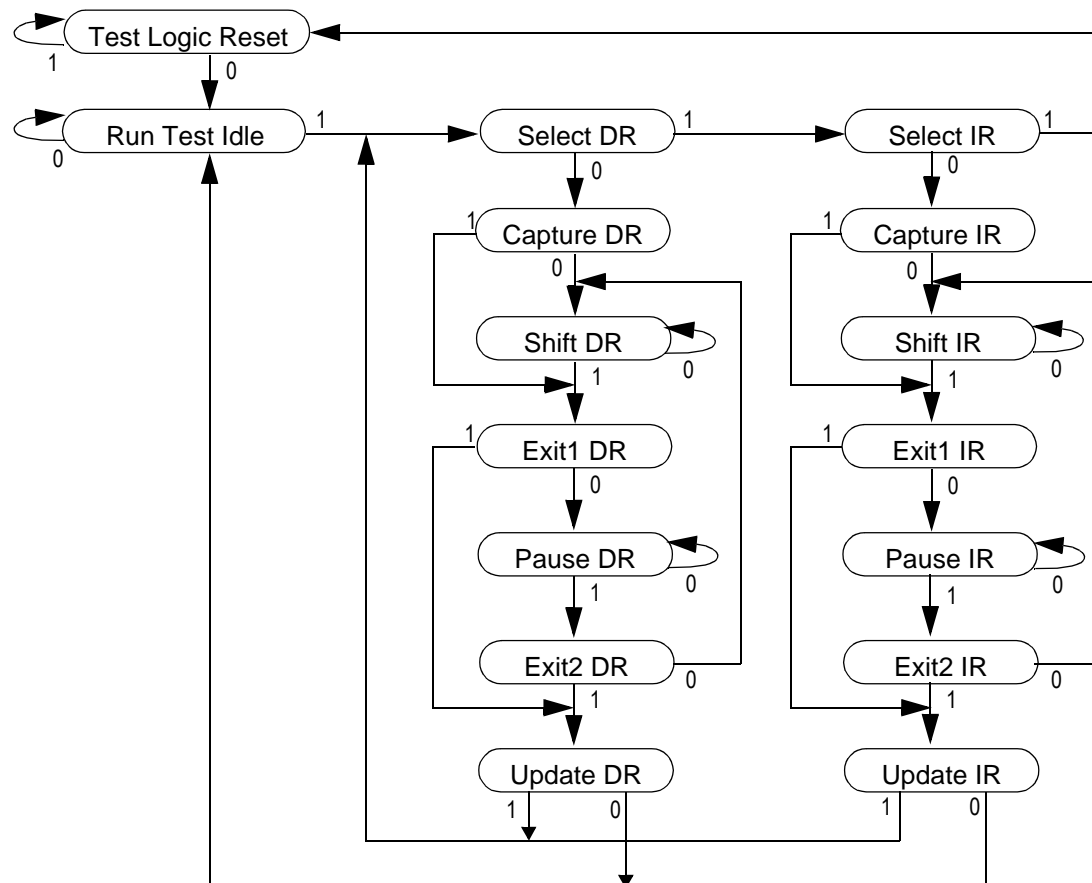 Test Logic Reset
1
0
Run Test Idle
0
1
Select DR
1
0
Select IR
1
0
Capture DR
1
0
Capture IR
1
0
Shift DR
0
1
Shift IR
0
1
Exit1 DR
1
0
Exit1 IR
1
0
Pause DR
0
1
Pause IR
0
1
Exit2 DR
0
1
Exit2 IR
0
1
Update DR
1
0
Update IR
1
0